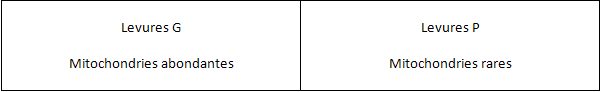 Levures G
Mitochondries abondantes
Levures P
Mitochondries rares